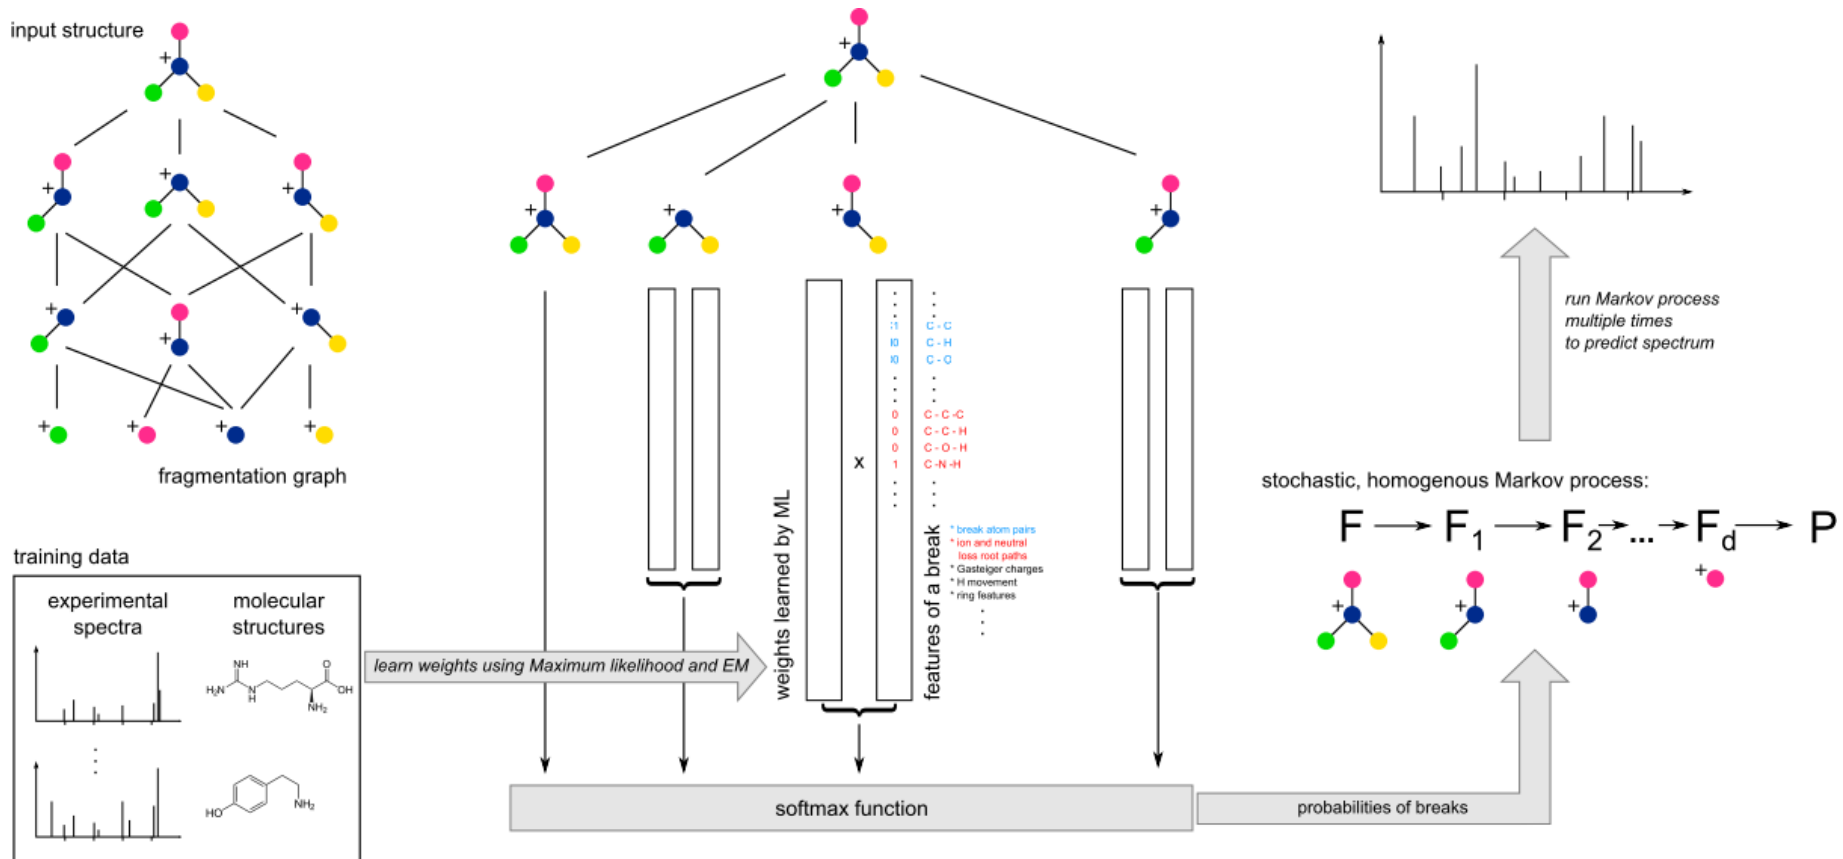 input structure
+
+
+
+
+
+
+
+
+
+
+
fragmentation graph
training data
experimental
spectra
molecular
structures
NH
H₂N
N
H
O
OH
NH₂
HO
NH₂
learn weights using Maximum likelihood and EM
+
+
+
+
+
weights learned by ML
x
C - C
C - H
C - O
0 C - C - C
0 C - C - H
0 C - O - H
1 C - N - H
features of a break
* break atom pairs
* ion and neutral
loss root paths
* Gasteiger charges
* H movement
* ring features
softmax function
probabilities of breaks
run Markov process
multiple times
to predict spectrum
stochastic, homogenous Markov process:
F F₁ F₂ ... F_d P
+
+
+
+